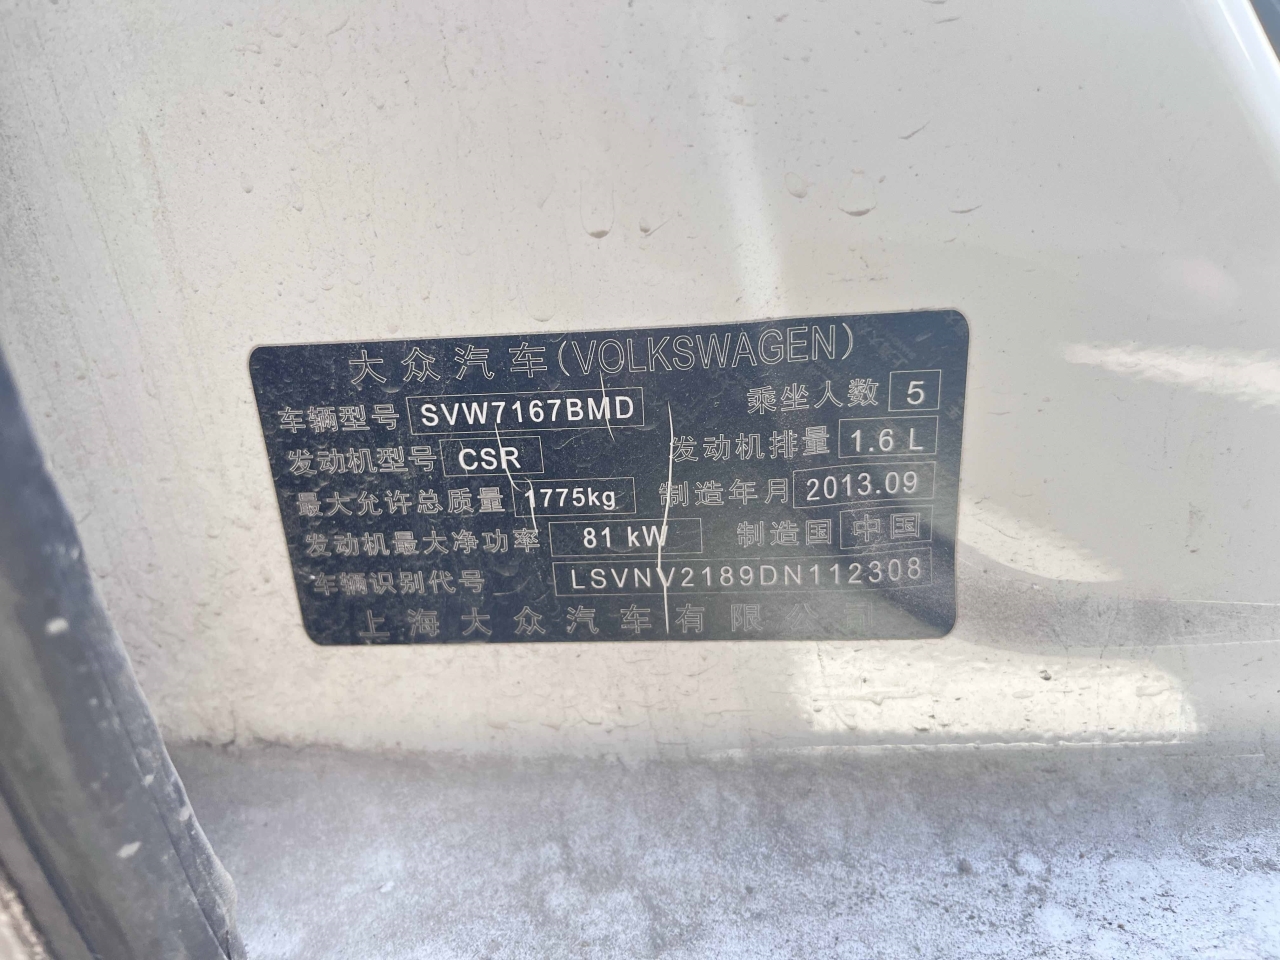 大众汽车(VOLKSWAGEN)
车辆型号 SVW7167BMD 乘坐人数 5
发动机型号 CSR 发动机排量 1.6 L
最大允许总质量 1775kg 制造年月 2013.09
发动机最大净功率 81 kW 制造国 中国
车辆识别代号 LSVNV2189DN112308
上海大众汽车有限公司